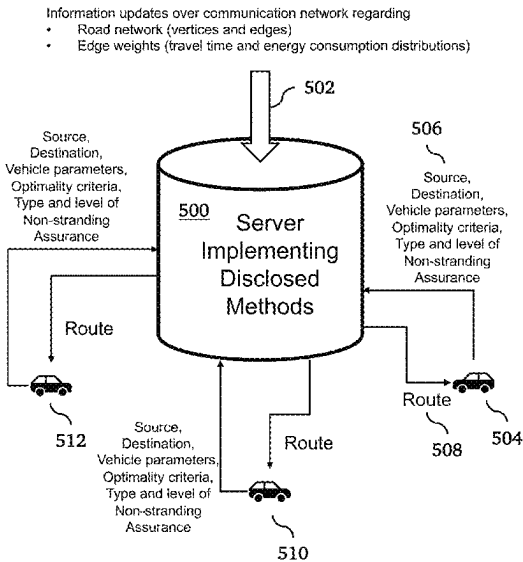 Information updates over communication network regarding
• Road network (vertices and edges)
• Edge weights (travel time and energy consumption distributions)
502
506
Source,
Destination,
Vehicle parameters,
Optimality criteria,
Type and level of
Non-stranding
Assurance
500
Server
Implementing
Disclosed
Methods
Source,
Destination,
Vehicle parameters,
Optimality criteria,
Type and level of
Non-stranding
Assurance
Route
512
Route
508
504
Source,
Destination,
Vehicle parameters,
Optimality criteria,
Type and level of
Non-stranding
Assurance
Route
510